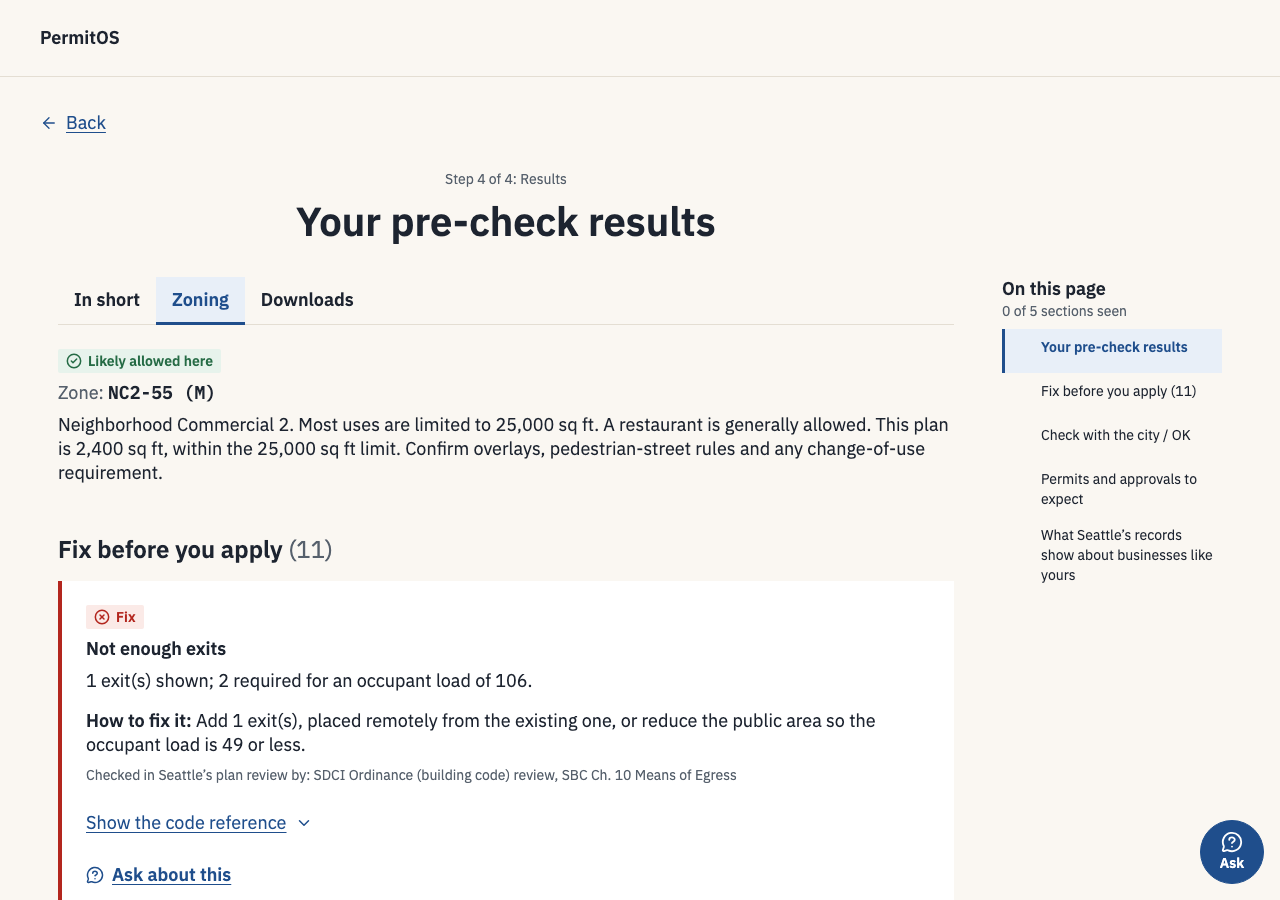 PermitOS
Back
Step 4 of 4: Results
Your pre-check results
In short
Zoning
Downloads
Likely allowed here
Zone: NC2-55 (M)
Neighborhood Commercial 2. Most uses are limited to 25,000 sq ft. A restaurant is generally allowed. This plan
is 2,400 sq ft, within the 25,000 sq ft limit. Confirm overlays, pedestrian-street rules and any change-of-use
requirement.
Fix before you apply (11)
Fix
Not enough exits
1 exit(s) shown; 2 required for an occupant load of 106.
How to fix it: Add 1 exit(s), placed remotely from the existing one, or reduce the public area so the
occupant load is 49 or less.
Checked in Seattle’s plan review by: SDCI Ordinance (building code) review, SBC Ch. 10 Means of Egress
Show the code reference
Ask about this
On this page
0 of 5 sections seen
Your pre-check results
Fix before you apply (11)
Check with the city / OK
Permits and approvals to
expect
What Seattle’s records
show about businesses like
yours
Ask